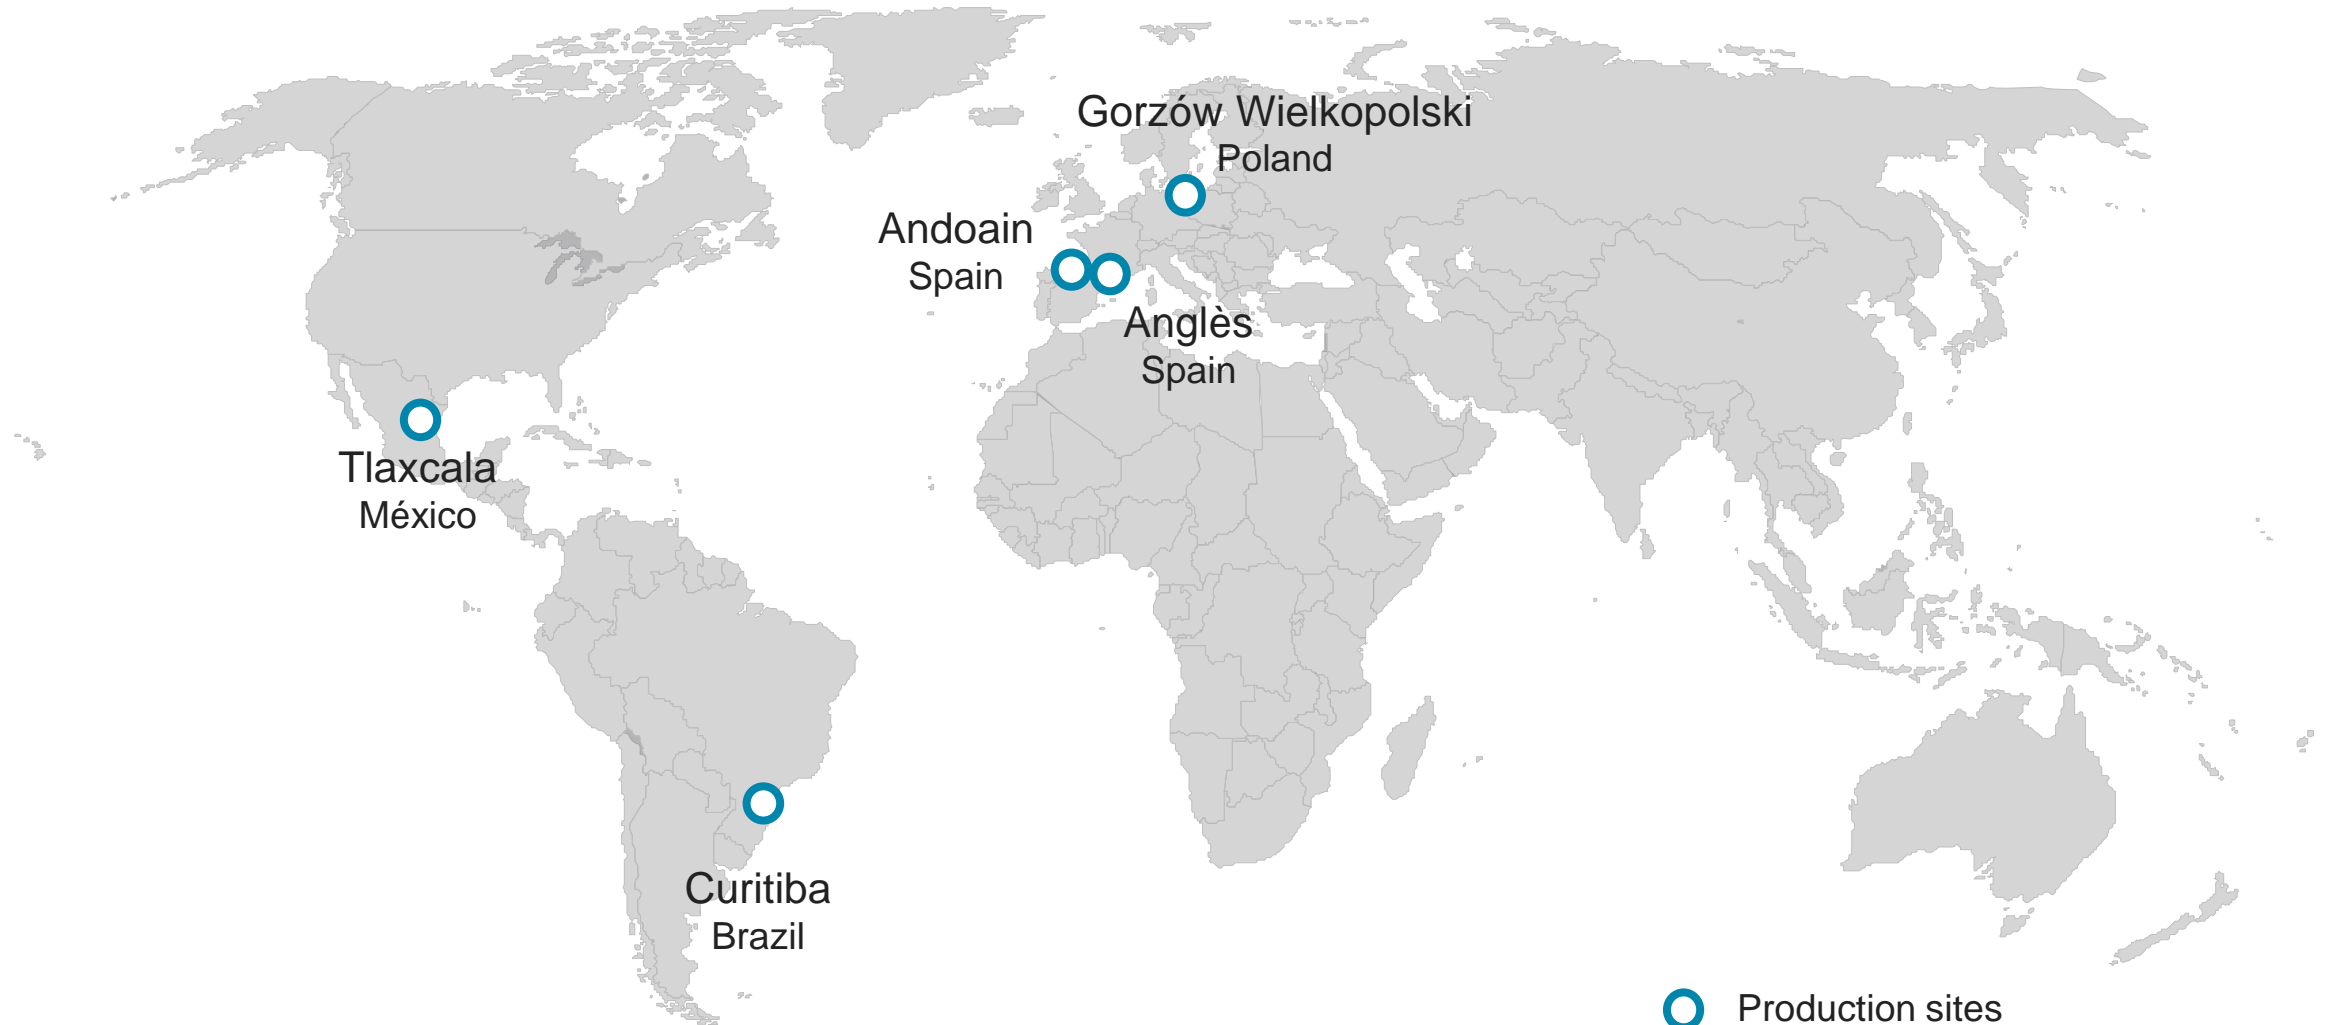 Gorzów Wielkopolski
Poland
Andoain
Spain
Anglès
Spain
Tlaxcala
México
Curitiba
Brazil
Production sites